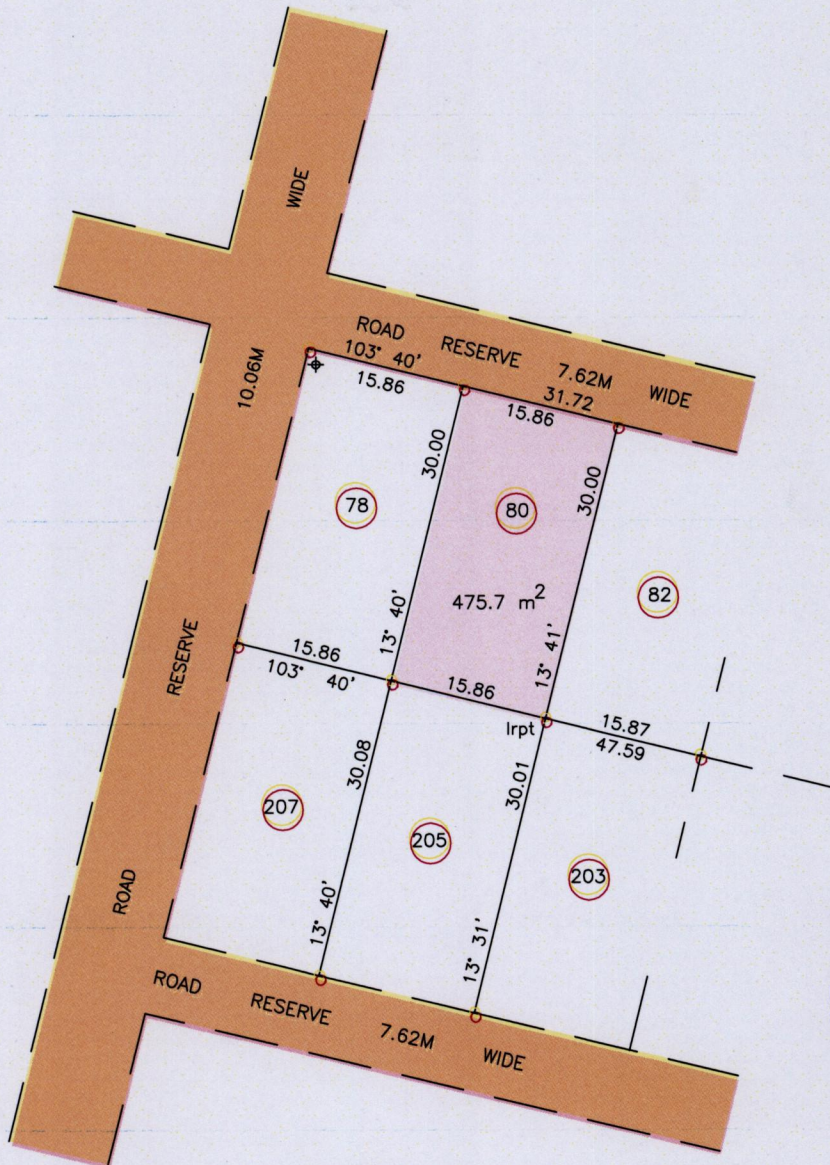 WIDE
10.06M
RESERVE
ROAD
ROAD RESERVE 7.62M WIDE
103° 40' 31.72
15.86
15.86
30.00
30.00
78
80
82
475.7 m²
13° 40'
13° 41'
15.86
103° 40'
15.86
lrpt
15.87
47.59
30.08
30.01
207
205
203
13° 40'
13° 31'
ROAD RESERVE 7.62M WIDE